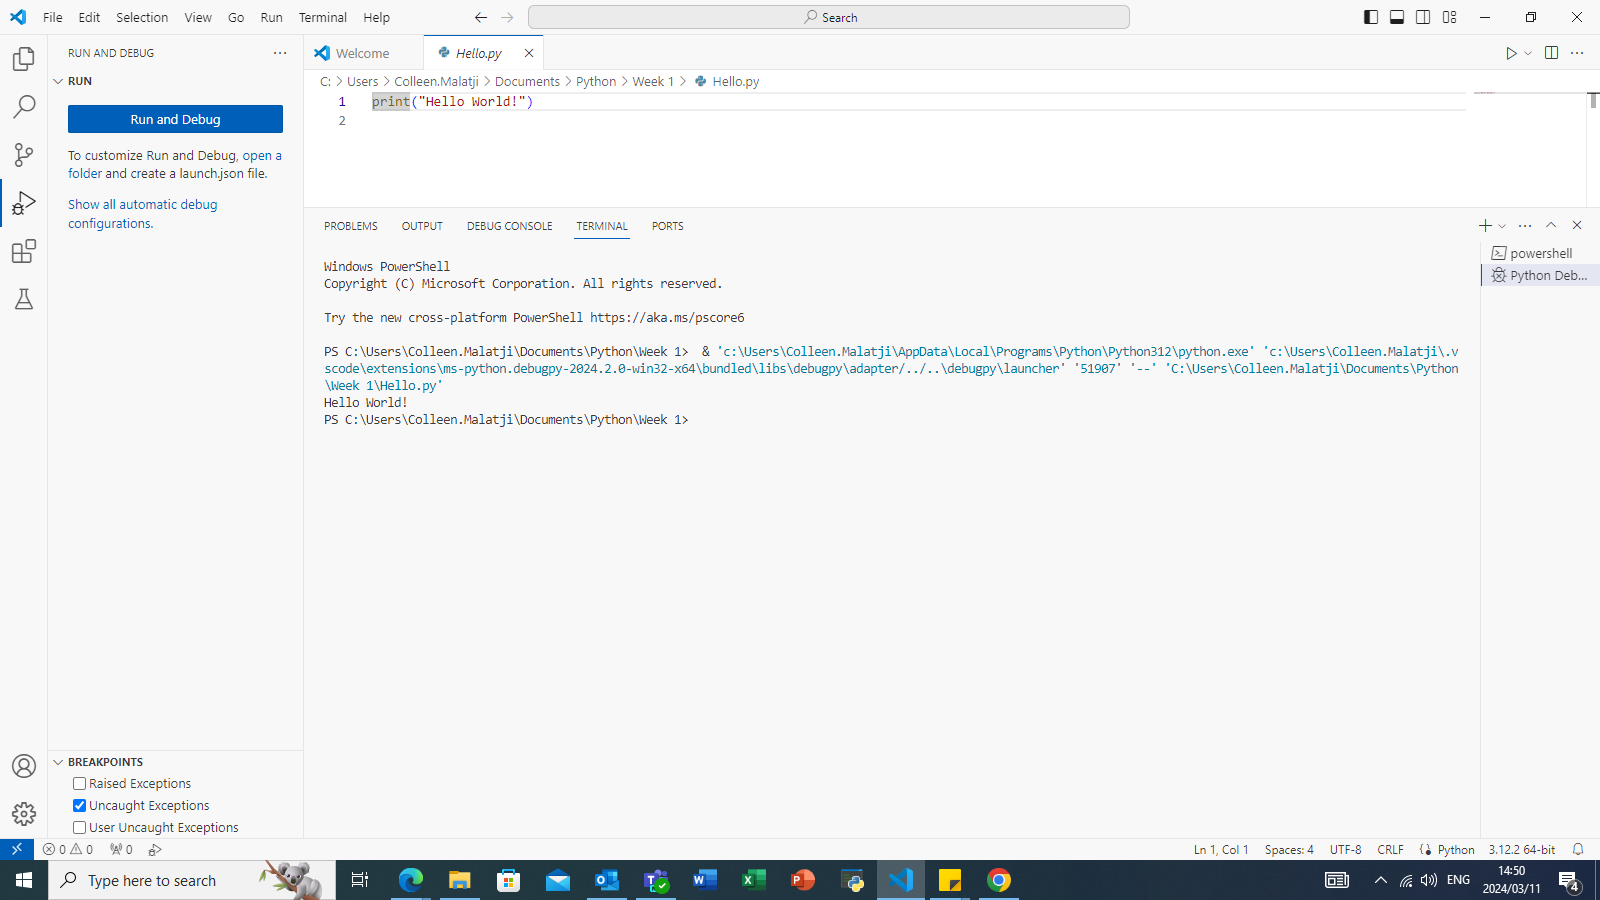 File Edit Selection View Go Run Terminal Help
Search
RUN AND DEBUG
RUN
Run and Debug
To customize Run and Debug, open a
folder and create a launch.json file.
Show all automatic debug
configurations.
Welcome
Hello.py
C: Users Colleen.Malatji Documents Python Week 1 Hello.py
1 print("Hello World!")
2
PROBLEMS OUTPUT DEBUG CONSOLE TERMINAL PORTS
powershell
Python Deb...
Windows PowerShell
Copyright (C) Microsoft Corporation. All rights reserved.
Try the new cross-platform PowerShell https://aka.ms/pscore6
PS C:\Users\Colleen.Malatji\Documents\Python\Week 1>  & 'c:\Users\Colleen.Malatji\AppData\Local\Programs\Python\Python312\python.exe' 'c:\Users\Colleen.Malatji\.v
scode\extensions\ms-python.debugpy-2024.2.0-win32-x64\bundled\libs\debugpy\adapter/../..\debugpy\launcher' '51907' '--' 'C:\Users\Colleen.Malatji\Documents\Python
\Week 1\Hello.py'
Hello World!
PS C:\Users\Colleen.Malatji\Documents\Python\Week 1>
BREAKPOINTS
Raised Exceptions
Uncaught Exceptions
User Uncaught Exceptions
0 0 0
Ln 1, Col 1 Spaces: 4 UTF-8 CRLF Python 3.12.2 64-bit
Type here to search
ENG
14:50
2024/03/11
4